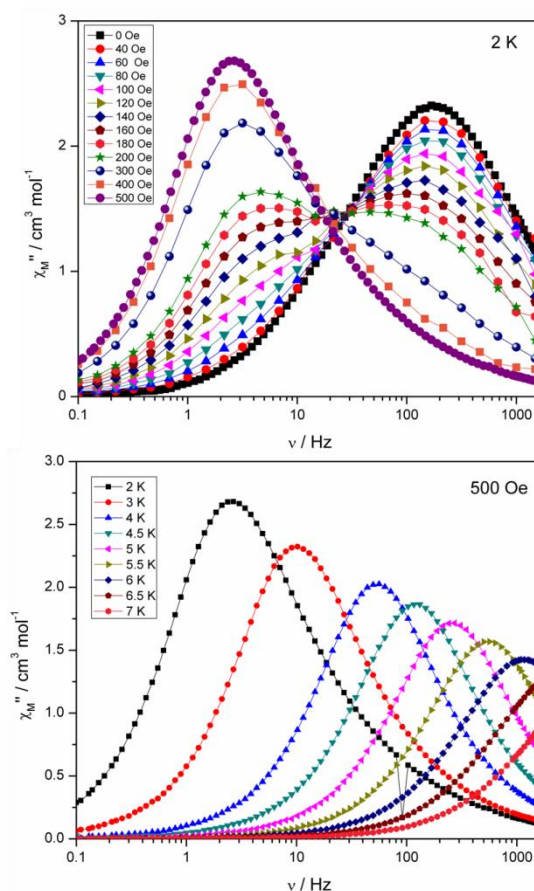 2 K
0 Oe
40 Oe
60 Oe
80 Oe
100 Oe
120 Oe
140 Oe
160 Oe
180 Oe
200 Oe
300 Oe
400 Oe
500 Oe
χM'' / cm³ mol⁻¹
3
2
1
0
0.1 1 10 100 1000
ν / Hz
500 Oe
2 K
3 K
4 K
4.5 K
5 K
5.5 K
6 K
6.5 K
7 K
χM'' / cm³ mol⁻¹
3.0
2.5
2.0
1.5
1.0
0.5
0.0
0.1 1 10 100 1000
ν / Hz